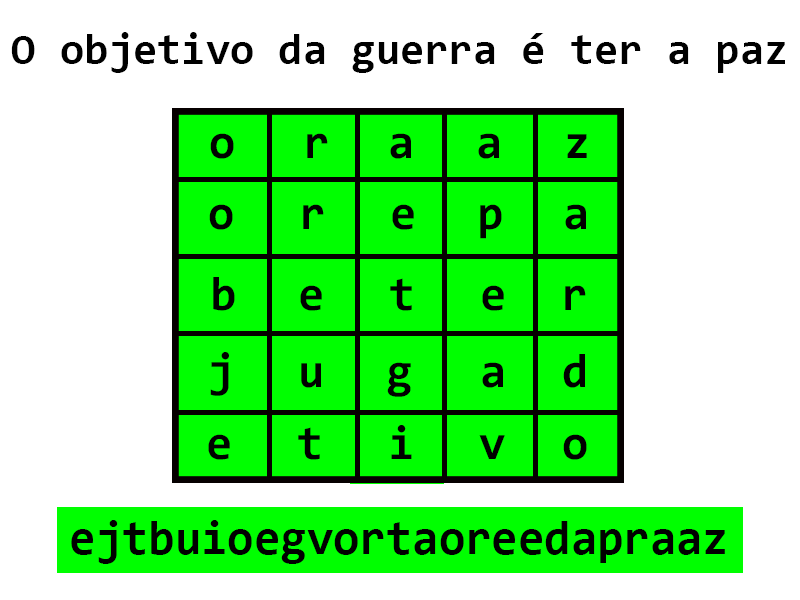 O objetivo da guerra é ter a paz
o r a a z
o r e p a
b e t e r
j u g a d
e t i v o
ejtbuioegvortaoreedapraaz